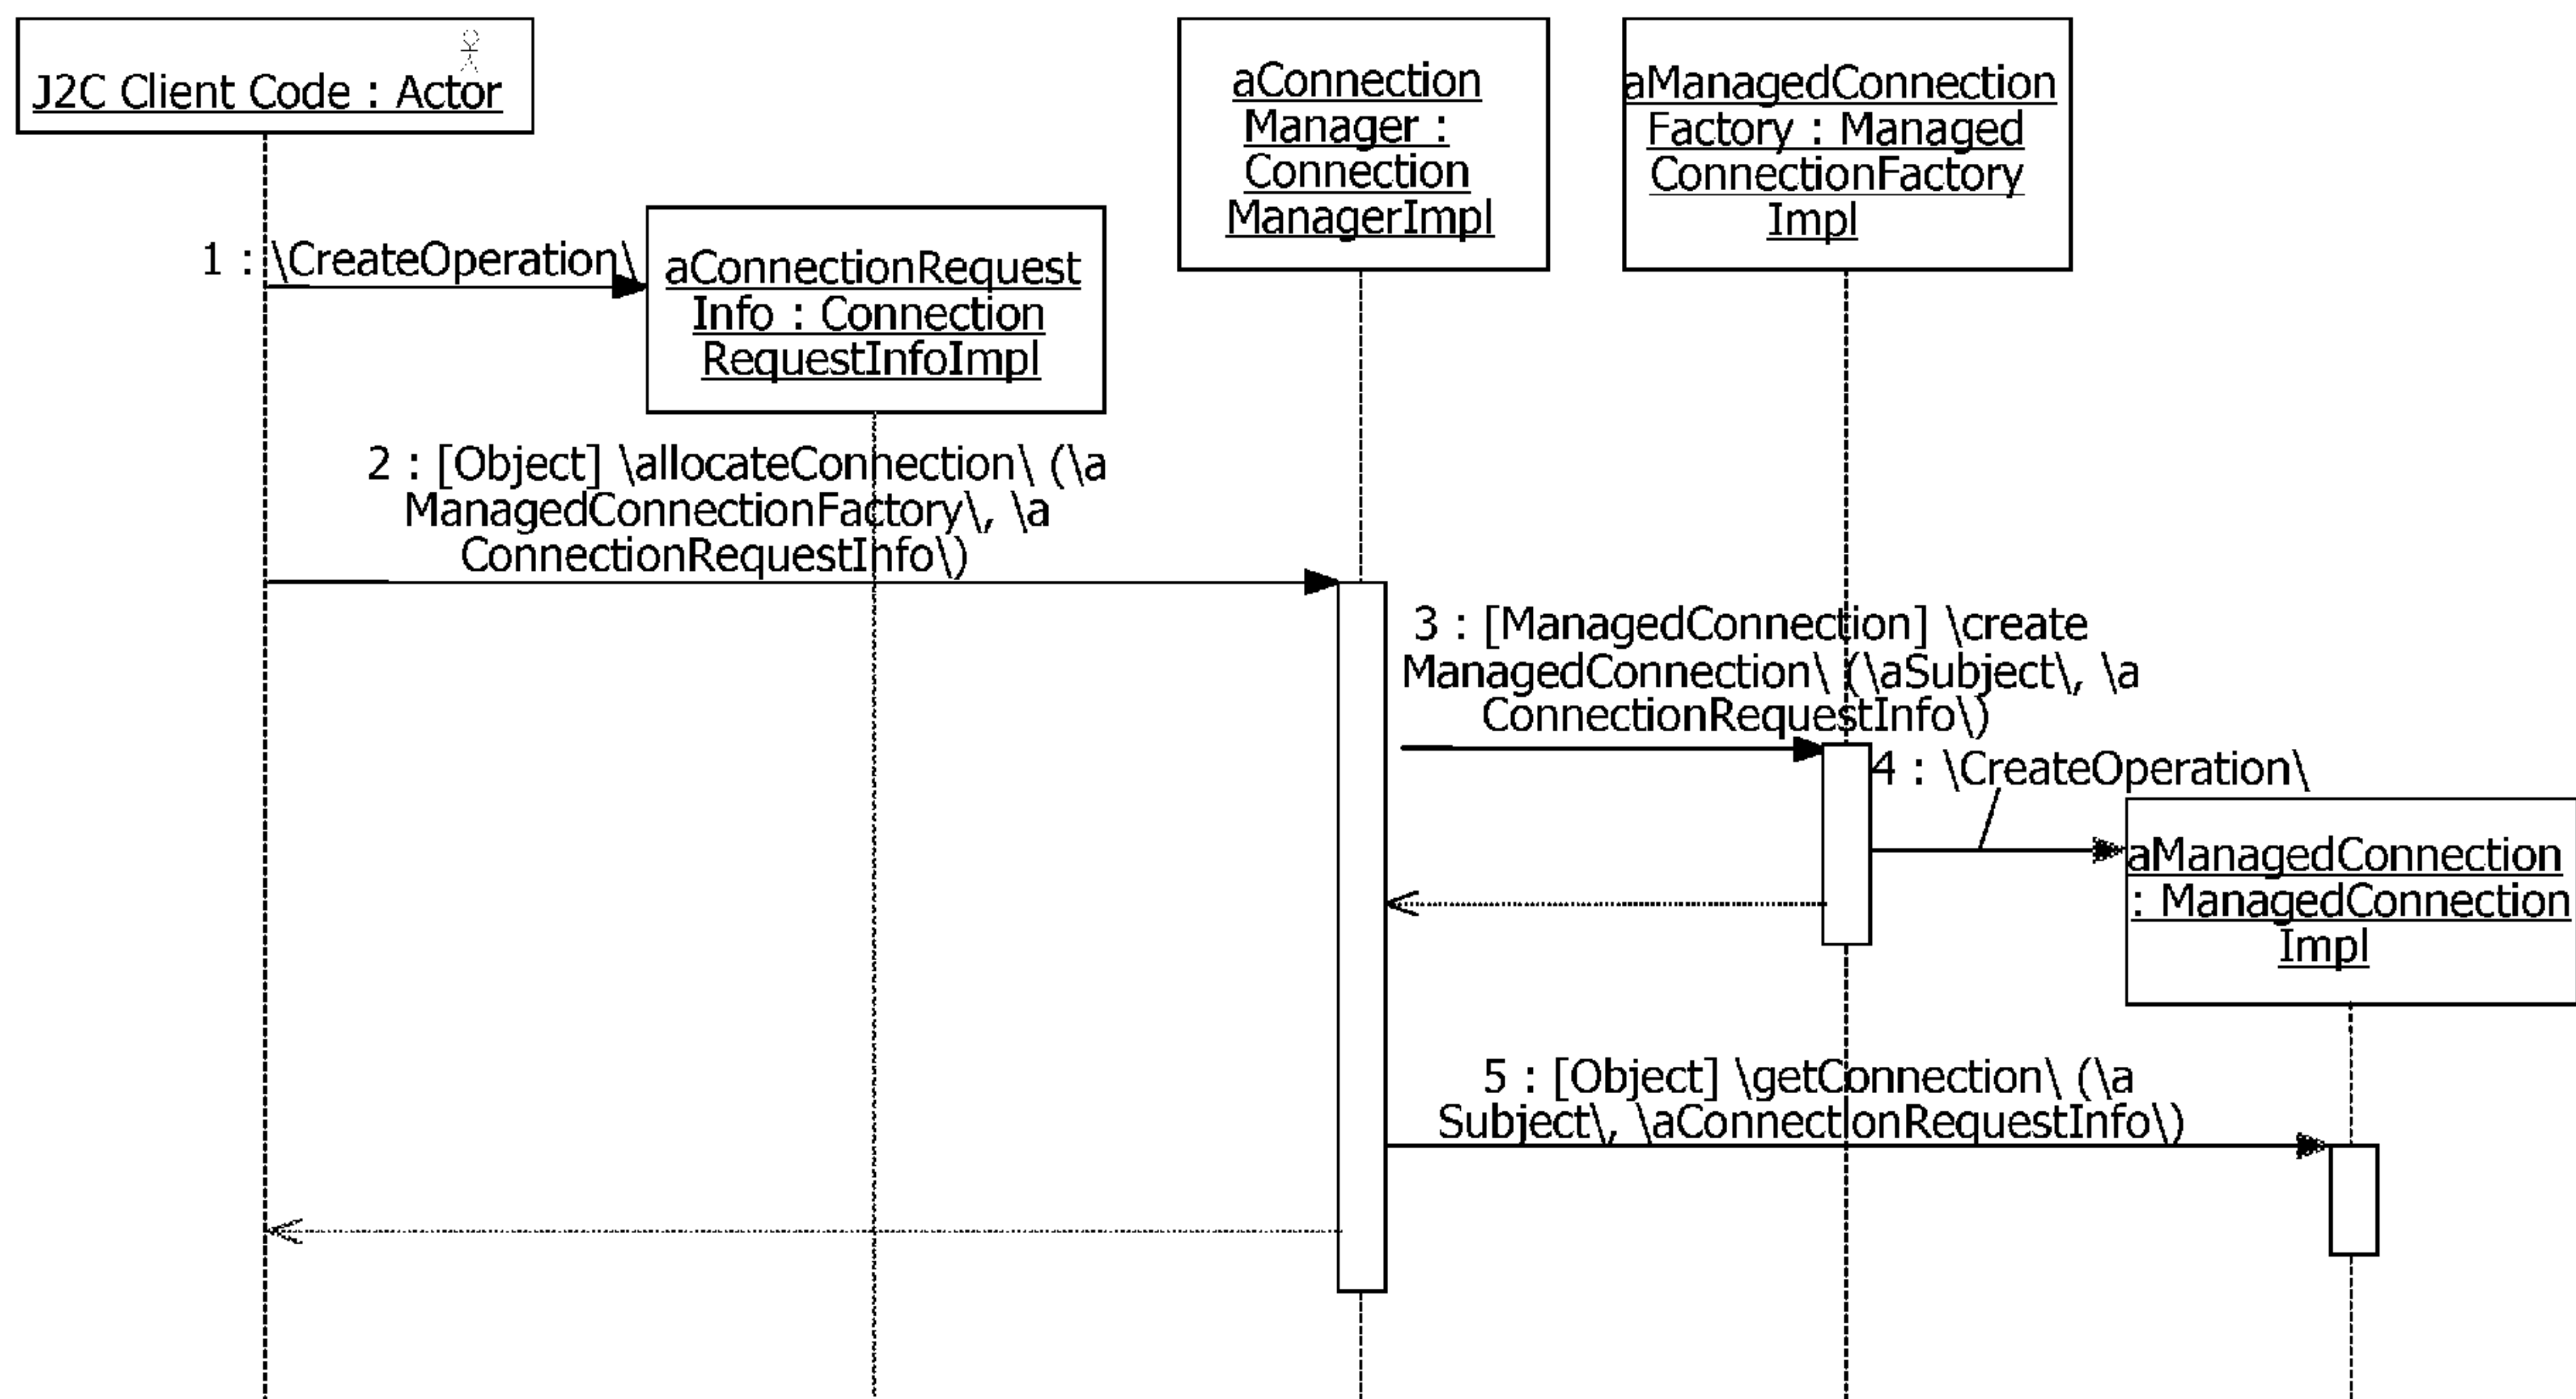 J2C Client Code : Actor
aConnection
Manager :
Connection
ManagerImpl
aManagedConnection
Factory : Managed
ConnectionFactory
Impl
1 : \CreateOperation\
aConnectionRequest
Info : Connection
RequestInfoImpl
2 : [Object] \allocateConnection\ (\a
ManagedConnectionFactory\, \a
ConnectionRequestInfo\)
3 : [ManagedConnection] \create
ManagedConnection\ (\aSubject\, \a
ConnectionRequestInfo\)
4 : \CreateOperation\
aManagedConnection
: ManagedConnection
Impl
5 : [Object] \getConnection\ (\a
Subject\, \aConnectionRequestInfo\)